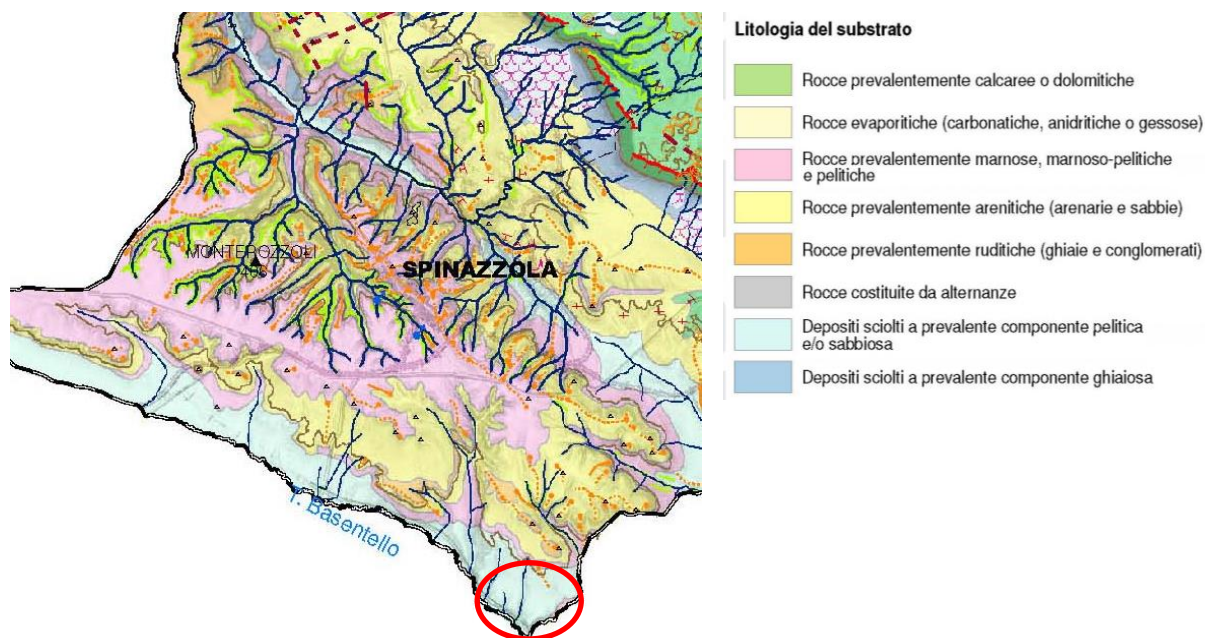 MONTEROZZOLI
SPINAZZOLA
T. Basentello
Litologia del substrato
Rocce prevalentemente calcaree o dolomitiche
Rocce evaporitiche (carbonatiche, anidritiche o gessose)
Rocce prevalentemente marnose, marnoso-pelitiche
e pelitiche
Rocce prevalentemente arenitiche (arenarie e sabbie)
Rocce prevalentemente ruditiche (ghiaie e conglomerati)
Rocce costituite da alternanze
Depositi sciolti a prevalente componente pelitica
e/o sabbiosa
Depositi sciolti a prevalente componente ghiaiosa